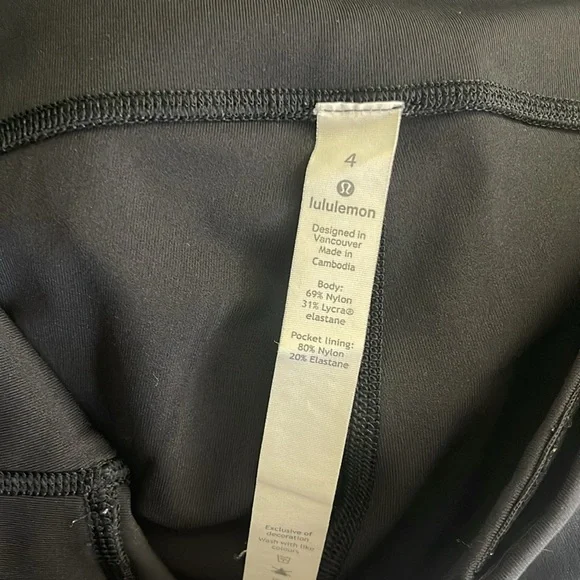 4
lululemon
Designed in
Vancouver
Made in
Cambodia
Body:
69% Nylon
31% Lycra®
elastane
Pocket lining:
80% Nylon
20% Elastane
Exclusive of
decoration
Wash with like
colours